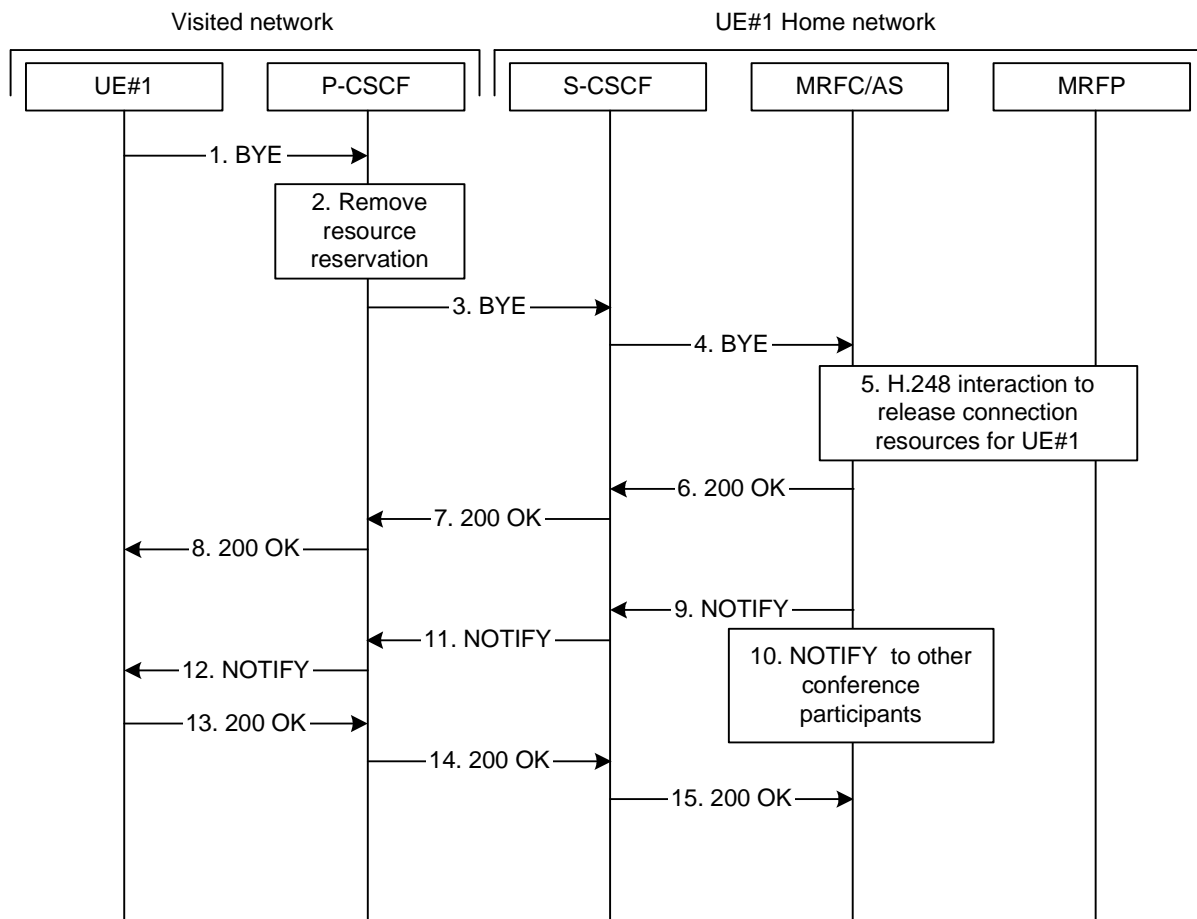 Visited network
UE#1 Home network
UE#1
P-CSCF
S-CSCF
MRFC/AS
MRFP
1. BYE
2. Remove
resource
reservation
3. BYE
4. BYE
5. H.248 interaction to
release connection
resources for UE#1
6. 200 OK
7. 200 OK
8. 200 OK
9. NOTIFY
11. NOTIFY
10. NOTIFY to other
conference
participants
12. NOTIFY
13. 200 OK
14. 200 OK
15. 200 OK